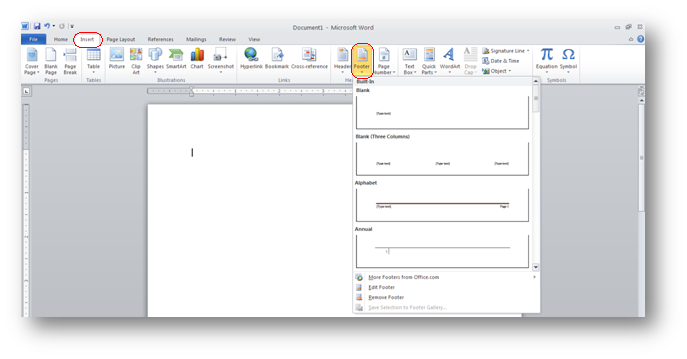 Document1 - Microsoft Word
File Insert Home Page Layout References Mailings Review View
Cover Page Blank Page Page Break Table Picture Clip Art Shapes SmartArt Chart Screenshot Hyperlink Bookmark Cross-reference Header Footer Page Number Text Box Quick Parts WordArt Drop Cap Signature Line Date & Time Object Equation Symbol
Pages Tables Illustrations Links Symbols
Built-In
Blank
[Type text]
Blank (Three Columns)
[Type text] [Type text] [Type text]
Alphabet
[Type text] Page 1
Annual
More Footers from Office.com
Edit Footer
Remove Footer
Save Selection to Footer Gallery...